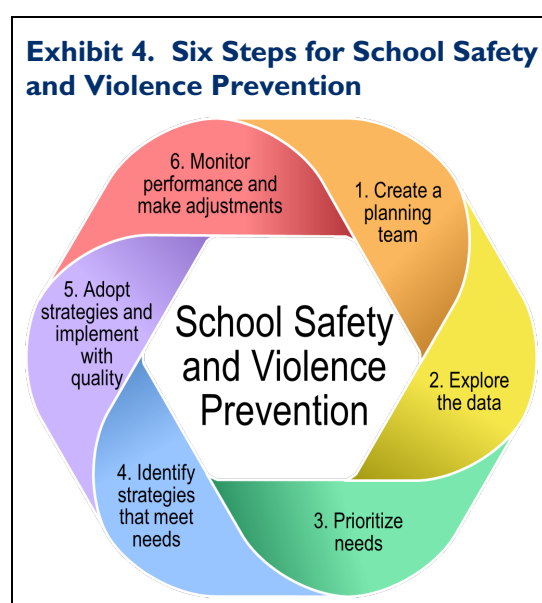 Exhibit 4. Six Steps for School Safety
and Violence Prevention
1. Create a
planning
team
2. Explore
the data
3. Prioritize
needs
4. Identify
strategies
that meet
needs
5. Adopt
strategies and
implement
with
quality
6. Monitor
performance and
make adjustments
School Safety
and Violence
Prevention